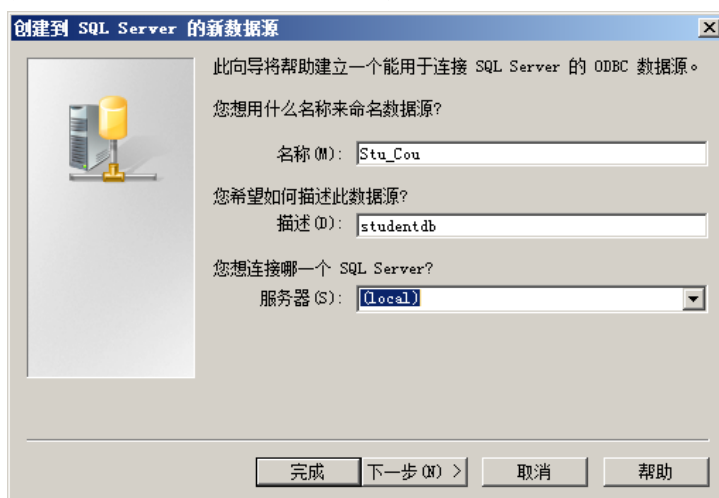 创建到 SQL Server 的新数据源
此向导将帮助建立一个能用于连接 SQL Server 的 ODBC 数据源。
您想用什么名称来命名数据源?
名称(M): Stu_Cou
您希望如何描述此数据源?
描述(D): studentdb
您想连接哪一个 SQL Server?
服务器(S): (local)
完成 下一步(N) > 取消 帮助